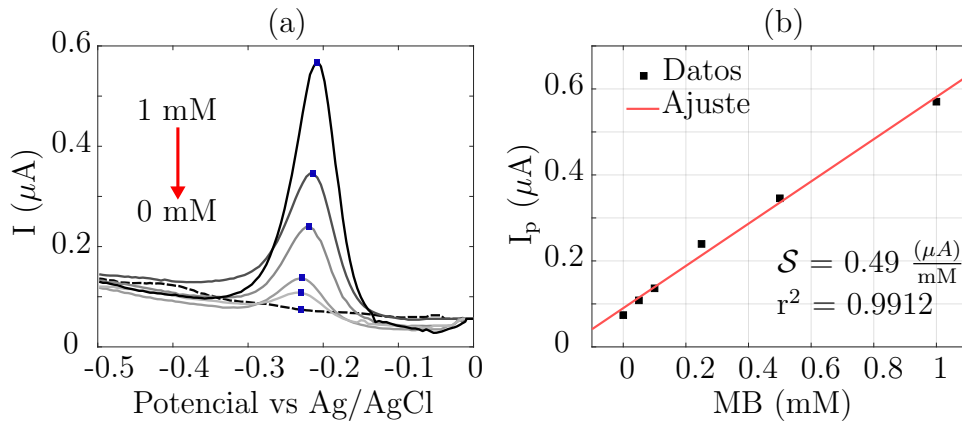 (a)
0.6
0.4
0.2
0
I (μA)
1 mM
0 mM
-0.5 -0.4 -0.3 -0.2 -0.1 0
Potencial vs Ag/AgCl
(b)
0.6
0.4
0.2
0
I_p (μA)
Datos
Ajuste
𝒮 = 0.49 (μA)/mM
r² = 0.9912
0 0.2 0.4 0.6 0.8 1
MB (mM)